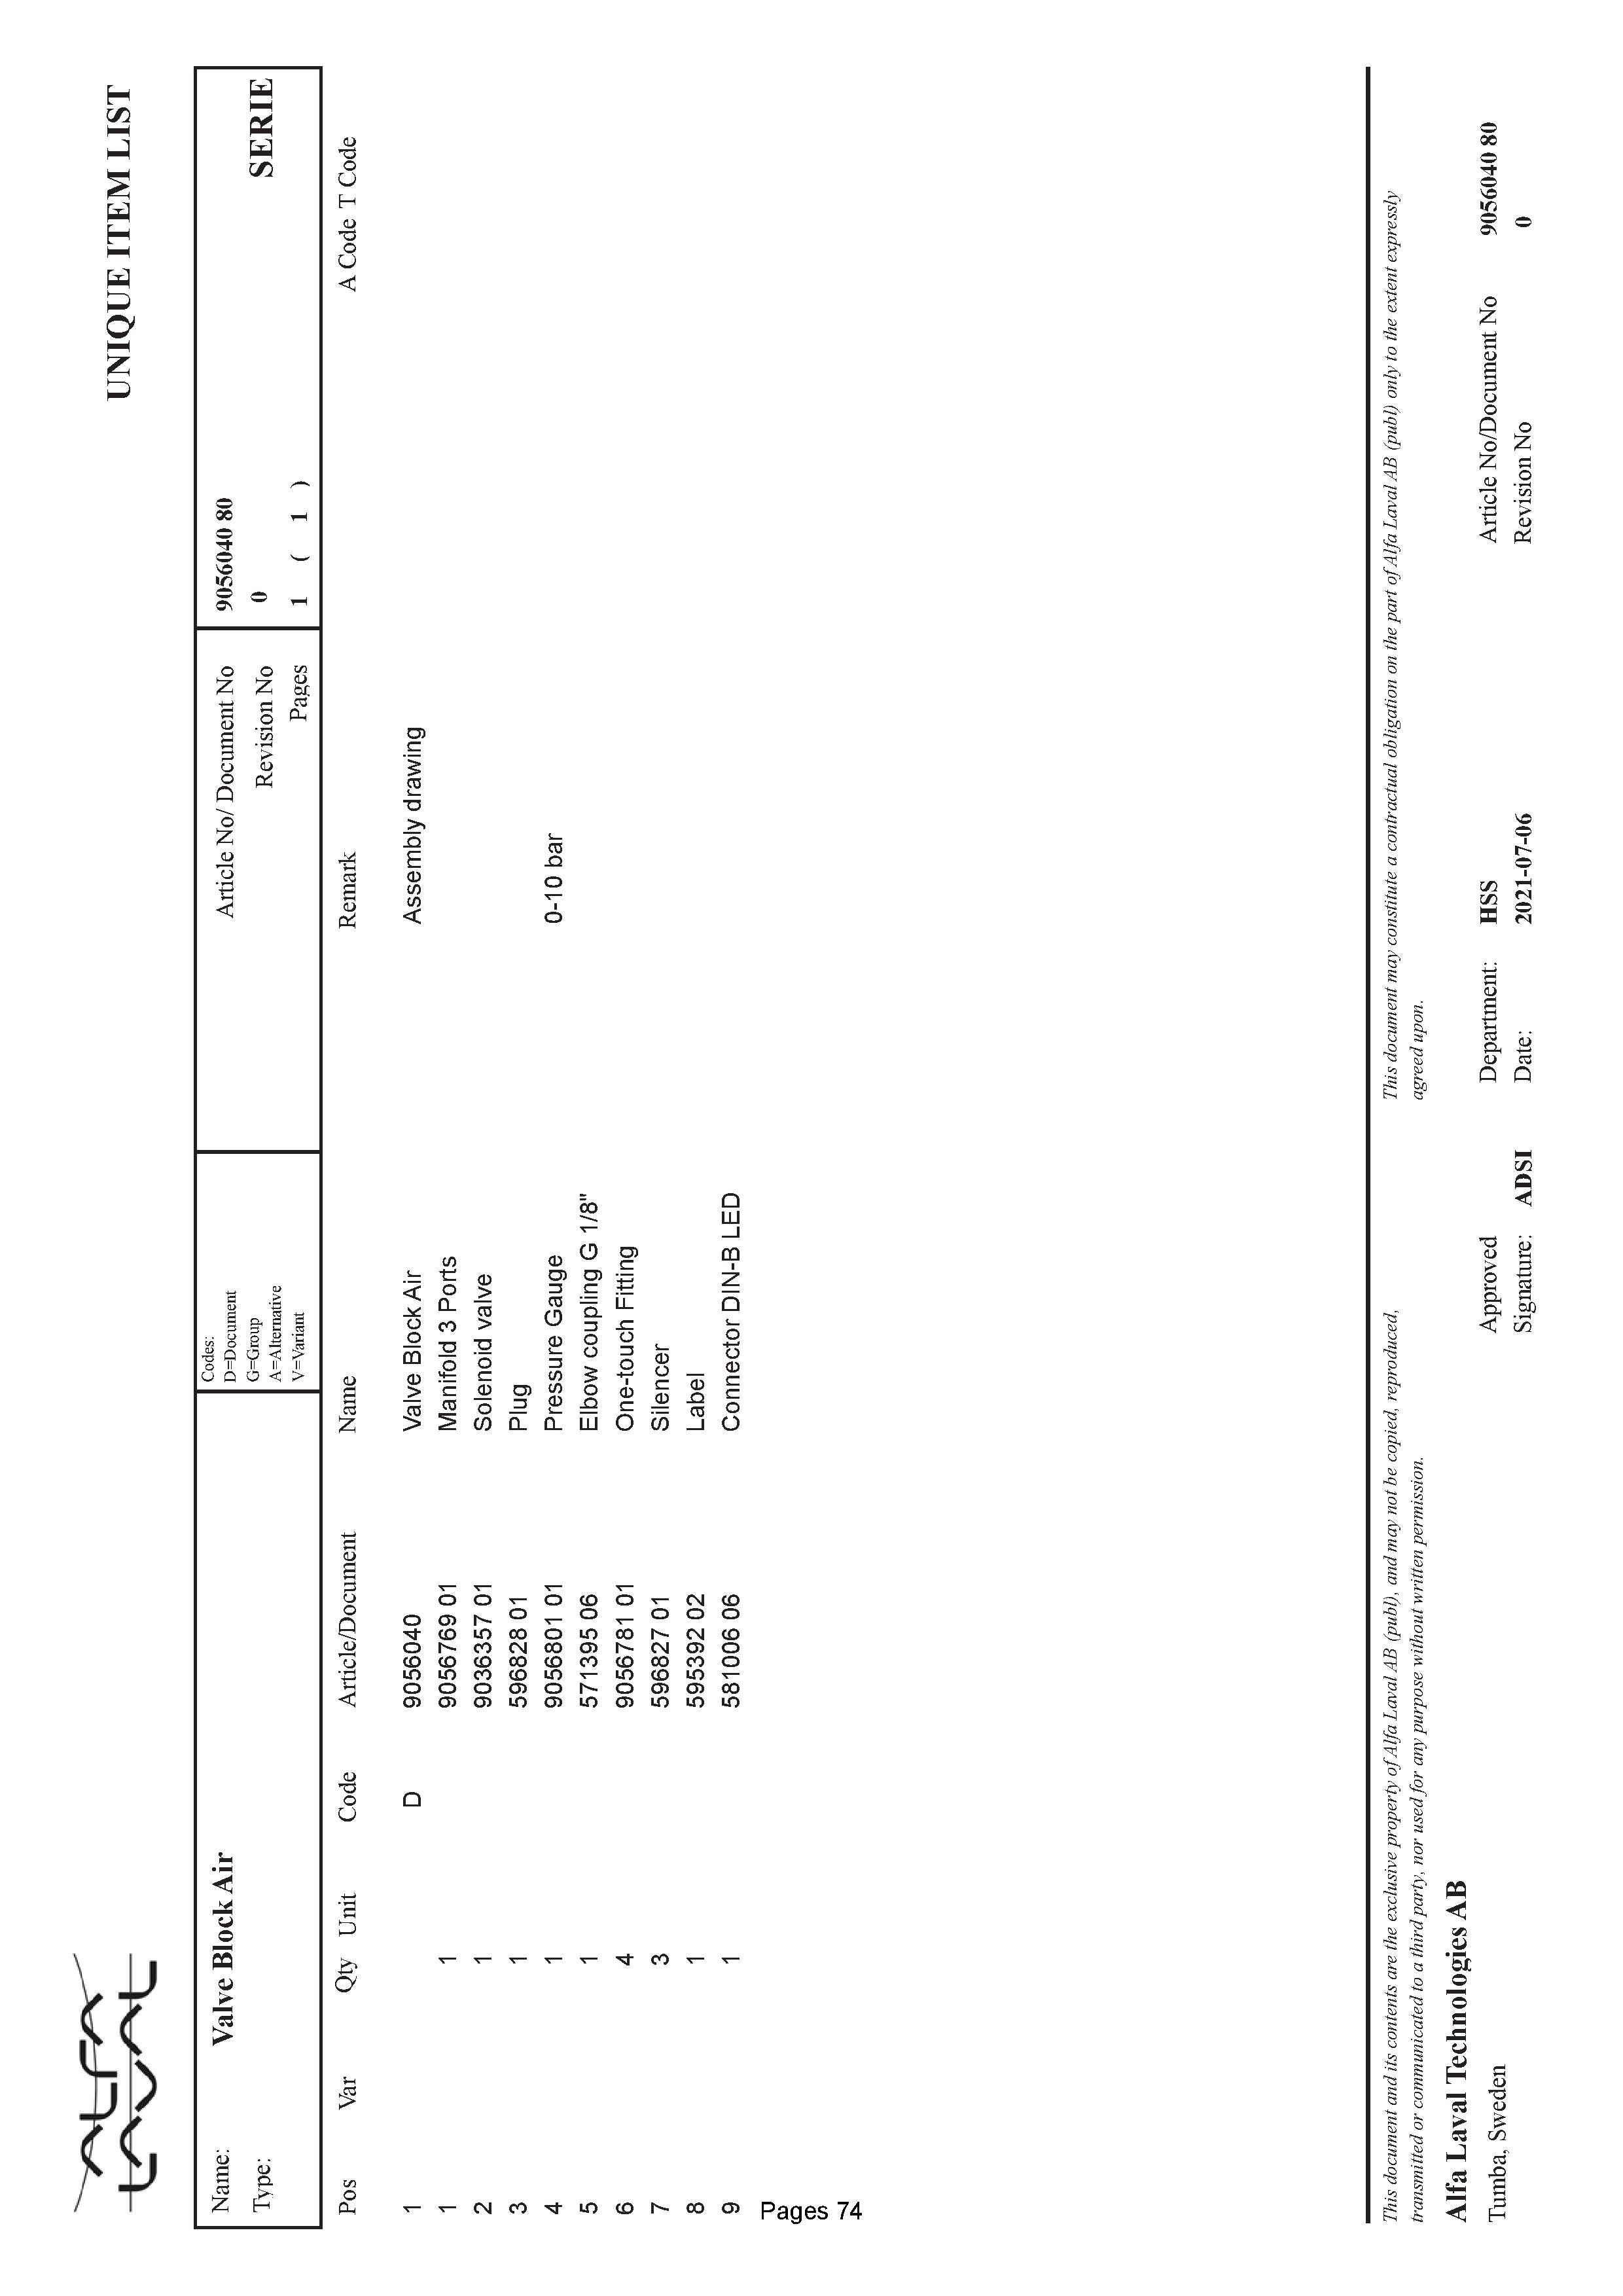 ALFA
LAVAL
UNIQUE ITEM LIST
Name: Valve Block Air
Type:
Codes:
D=Document
G=Group
A=Alternative
V=Variant
Article No/ Document No 9056040 80
Revision No 0 SERIE
Pages 1 ( 1 )
Pos Var Qty Unit Code Article/Document Name Remark A Code T Code
1 D 9056040 Valve Block Air Assembly drawing
1 1 9056769 01 Manifold 3 Ports
2 1 9036357 01 Solenoid valve
3 1 596828 01 Plug
4 1 9056801 01 Pressure Gauge 0-10 bar
5 1 571395 06 Elbow coupling G 1/8"
6 4 9056781 01 One-touch Fitting
7 3 596827 01 Silencer
8 1 595392 02 Label
9 1 581006 06 Connector DIN-B LED
Pages 74
This document and its contents are the exclusive property of Alfa Laval AB (publ), and may not be copied, reproduced,
transmitted or communicated to a third party, nor used for any purpose without written permission.
This document may constitute a contractual obligation on the part of Alfa Laval AB (publ) only to the extent expressly
agreed upon.
Alfa Laval Technologies AB
Tumba, Sweden
Approved
Signature: ADSI
Department: HSS
Date: 2021-07-06
Article No/Document No 9056040 80
Revision No 0